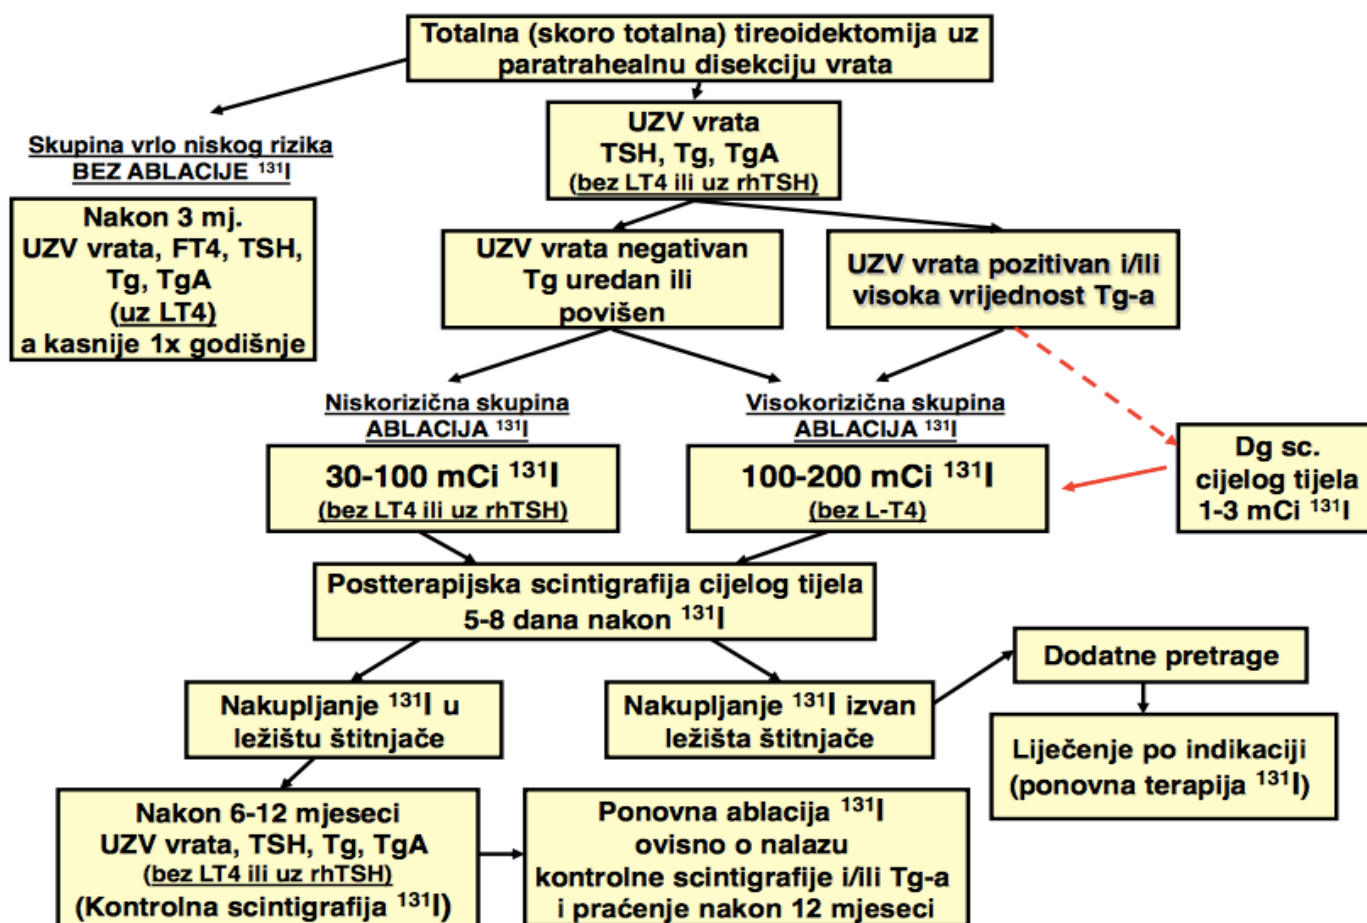 Totalna (skoro totalna) tireoidektomija uz
paratrahealnu disekciju vrata
Skupina vrlo niskog rizika
BEZ ABLACIJE ¹³¹I
Nakon 3 mj.
UZV vrata, FT4, TSH,
Tg, TgA
(uz LT4)
a kasnije 1x godišnje
UZV vrata
TSH, Tg, TgA
(bez LT4 ili uz rhTSH)
UZV vrata negativan
Tg uredan ili
povišen
UZV vrata pozitivan i/ili
visoka vrijednost Tg-a
Niskorizična skupina
ABLACIJA ¹³¹I
30-100 mCi ¹³¹I
(bez LT4 ili uz rhTSH)
Visokorizična skupina
ABLACIJA ¹³¹I
100-200 mCi ¹³¹I
(bez L-T4)
Dg sc.
cijelog tijela
1-3 mCi ¹³¹I
Postterapijska scintigrafija cijelog tijela
5-8 dana nakon ¹³¹I
Nakupljanje ¹³¹I u
ležištu štitnjače
Nakupljanje ¹³¹I izvan
ležišta štitnjače
Dodatne pretrage
Liječenje po indikaciji
(ponovna terapija ¹³¹I)
Nakon 6-12 mjeseci
UZV vrata, TSH, Tg, TgA
(bez LT4 ili uz rhTSH)
(Kontrolna scintigrafija ¹³¹I)
Ponovna ablacija ¹³¹I
ovisno o nalazu
kontrolne scintigrafije i/ili Tg-a
i praćenje nakon 12 mjeseci